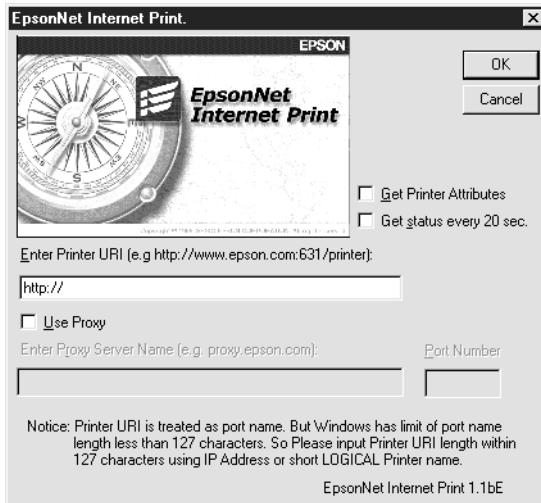 EpsonNet Internet Print.
EPSON
N
EpsonNet
Internet Print
OK
Cancel
Get Printer Attributes
Get status every 20 sec.
Enter Printer URI (e.g http://www.epson.com:631/printer):
http://
Use Proxy
Enter Proxy Server Name (e.g. proxy.epson.com):
Port Number
Notice: Printer URI is treated as port name. But Windows has limit of port name
length less than 127 characters. So Please input Printer URI length within
127 characters using IP Address or short LOGICAL Printer name.
EpsonNet Internet Print 1.1bE